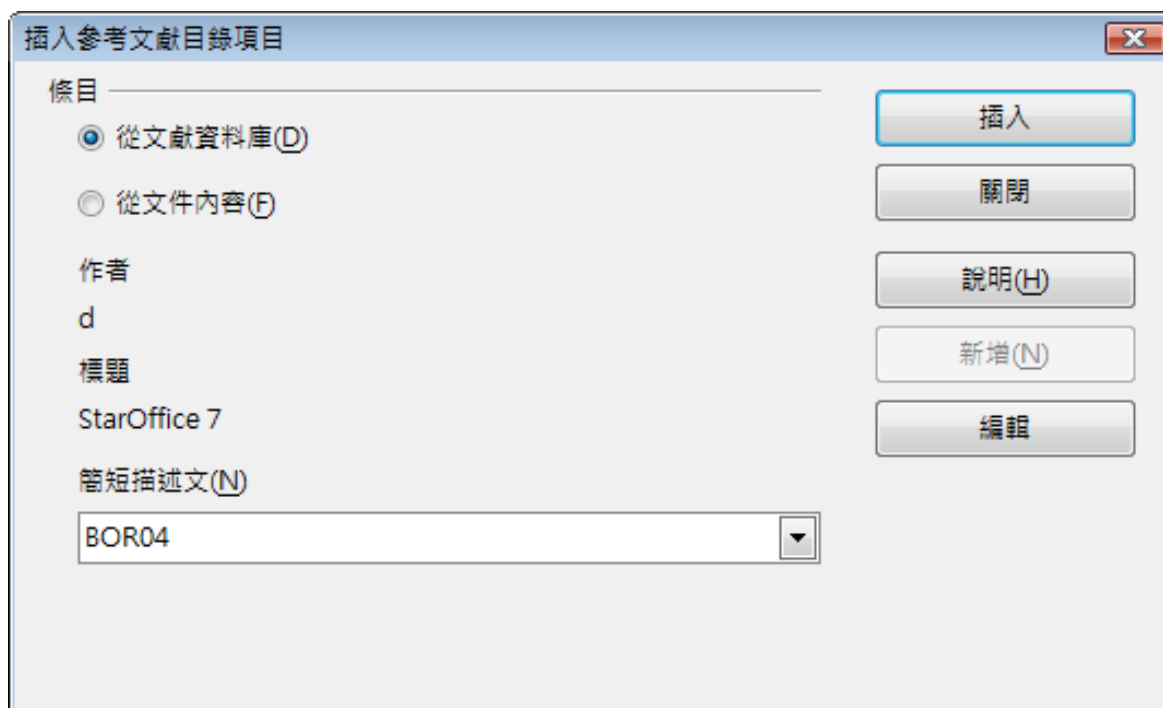 插入參考文獻目錄項目
條目
從文獻資料庫(D)
從文件內容(F)
作者
d
標題
StarOffice 7
簡短描述文(N)
BOR04
插入
關閉
說明(H)
新增(N)
編輯